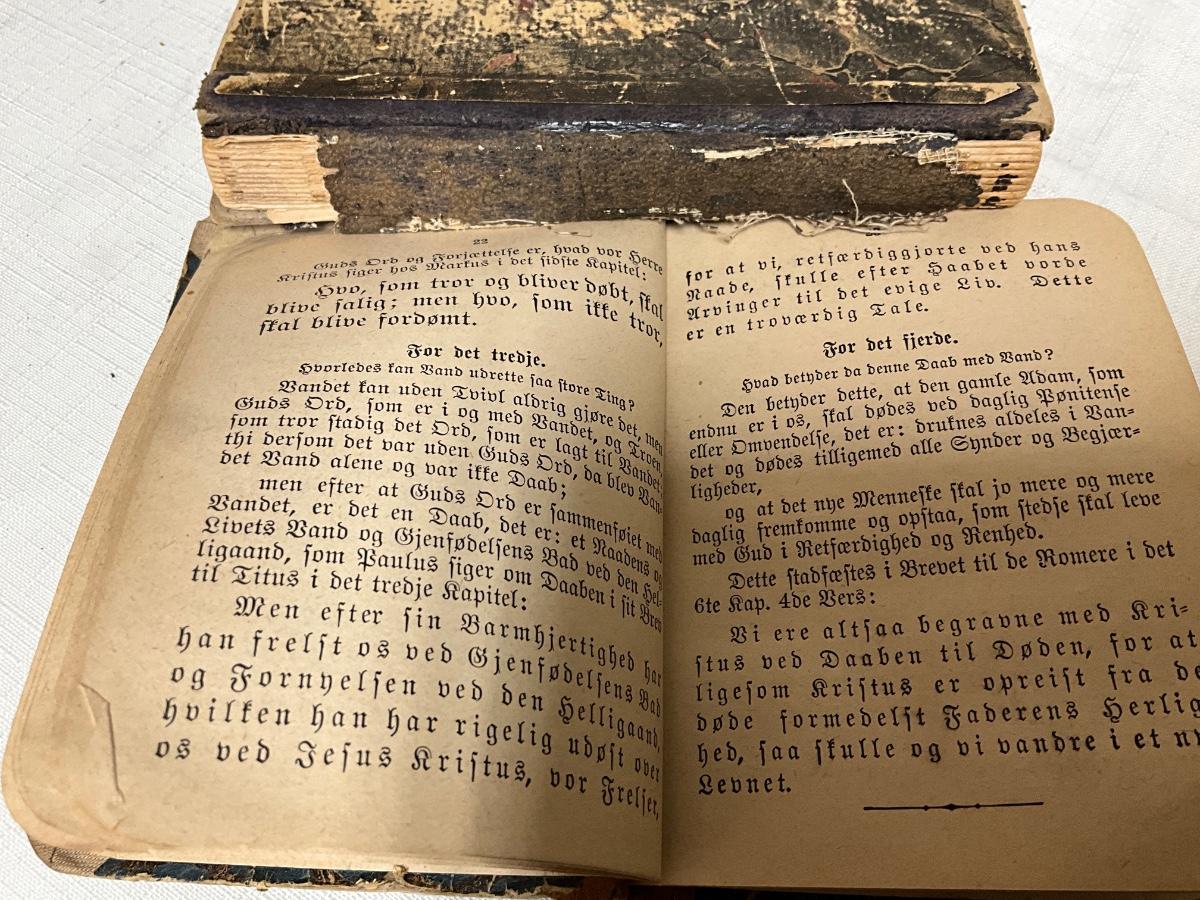 22
Guds Ord og Forjættelse er, hvad vor Herre
Kristus siger hos Markus i det sidste Kapitel:
Hvo, som tror og bliver døbt, skal
blive salig; men hvo, som ikke tror,
skal blive fordømt.
For det tredje.
Hvorledes kan Vand udrette saa store Ting?
Vandet kan uden Tvivl aldrig gjøre det, men
Guds Ord, som er i og med Vandet, og Troen,
som tror stadig det Ord, som er lagt til Vandet;
thi dersom det var uden Guds Ord, da blev Van-
det Vand alene og var ikke Daab;
men efter at Guds Ord er sammenføiet med
Vandet, er det en Daab, det er: et Naadens og
Livets Vand og Gjenfødelsens Bad ved den Hel-
ligaand, som Paulus siger om Daaben i sit Brev
til Titus i det tredje Kapitel:
Men efter sin Barmhjertighed har
han frelst os ved Gjenfødelsens Bad
og Fornyelsen ved den Helligaand,
hvilken han har rigelig udøst over
os ved Jesus Kristus, vor Frelser,
for at vi, retfærdiggjorte ved hans
Naade, skulle efter Haabet vorde
Arvinger til det evige Liv. Dette
er en troværdig Tale.
For det fjerde.
Hvad betyder da denne Daab med Vand?
Den betyder dette, at den gamle Adam, som
endnu er i os, skal dødes ved daglig Pønitense
eller Omvendelse, det er: druknes aldeles i Van-
det og dødes tilligemed alle Synder og Begjær-
ligheder,
og at det nye Menneske skal jo mere og mere
daglig fremkomme og opstaa, som stedse skal leve
med Gud i Retfærdighed og Renhed.
Dette stadfæstes i Brevet til de Romere i det
6te Kap. 4de Vers:
Vi ere altsaa begravne med Kri-
stus ved Daaben til Døden, for at
ligesom Kristus er opreist fra de
døde formedelst Faderens Herlig
hed, saa skulle og vi vandre i et ny
Levnet.